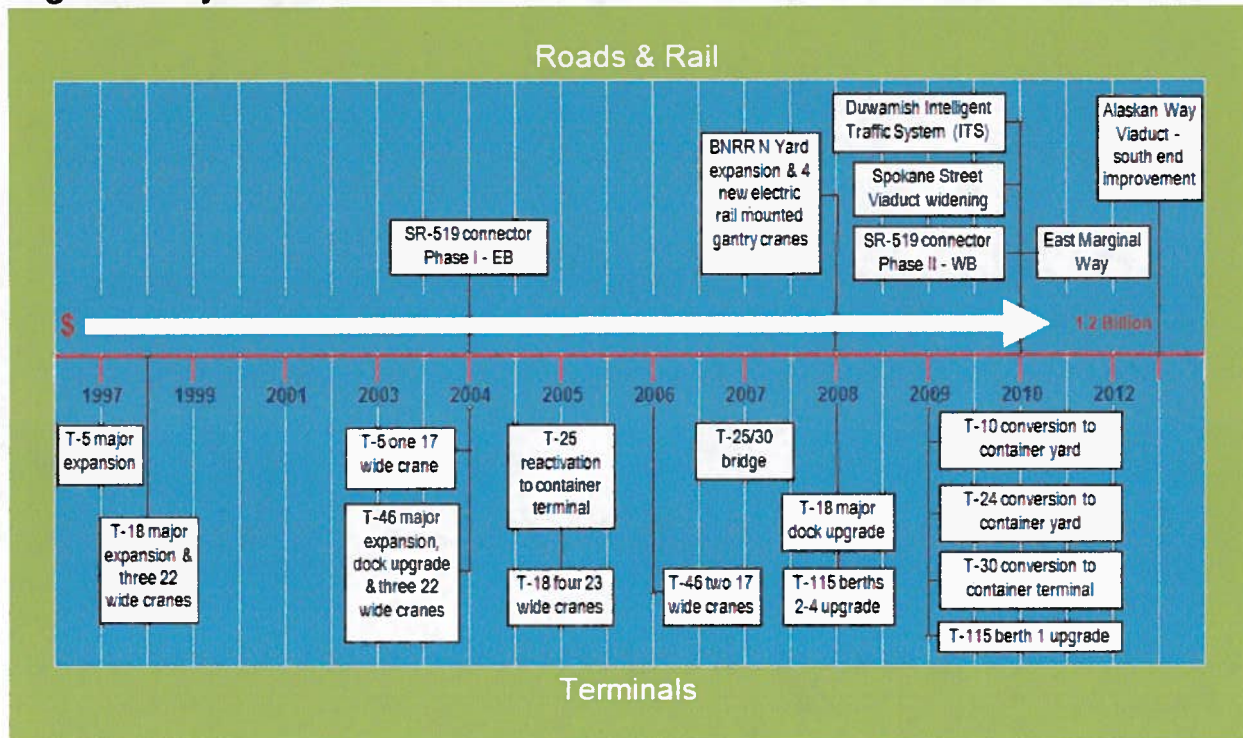 Roads & Rail
Duwamish Intelligent
Traffic System (ITS)
Alaskan Way
Viaduct -
south end
improvement
BNRR N Yard
expansion & 4
new electric
rail mounted
gantry cranes
Spokane Street
Viaduct widening
SR-519 connector
Phase I - EB
SR-519 connector
Phase II - WB
East Marginal
Way
$
1.2 Billion
1997
1999
2001
2003
2004
2005
2006
2007
2008
2009
2010
2012
T-5 major
expansion
T-18 major
expansion &
three 22
wide cranes
T-5 one 17
wide crane
T-46 major
expansion,
dock upgrade
& three 22
wide cranes
T-25
reactivation
to container
terminal
T-18 four 23
wide cranes
T-46 two 17
wide cranes
T-25/30
bridge
T-18 major
dock upgrade
T-115 berths
2-4 upgrade
T-10 conversion to
container yard
T-24 conversion to
container yard
T-30 conversion to
container terminal
T-115 berth 1 upgrade
Terminals